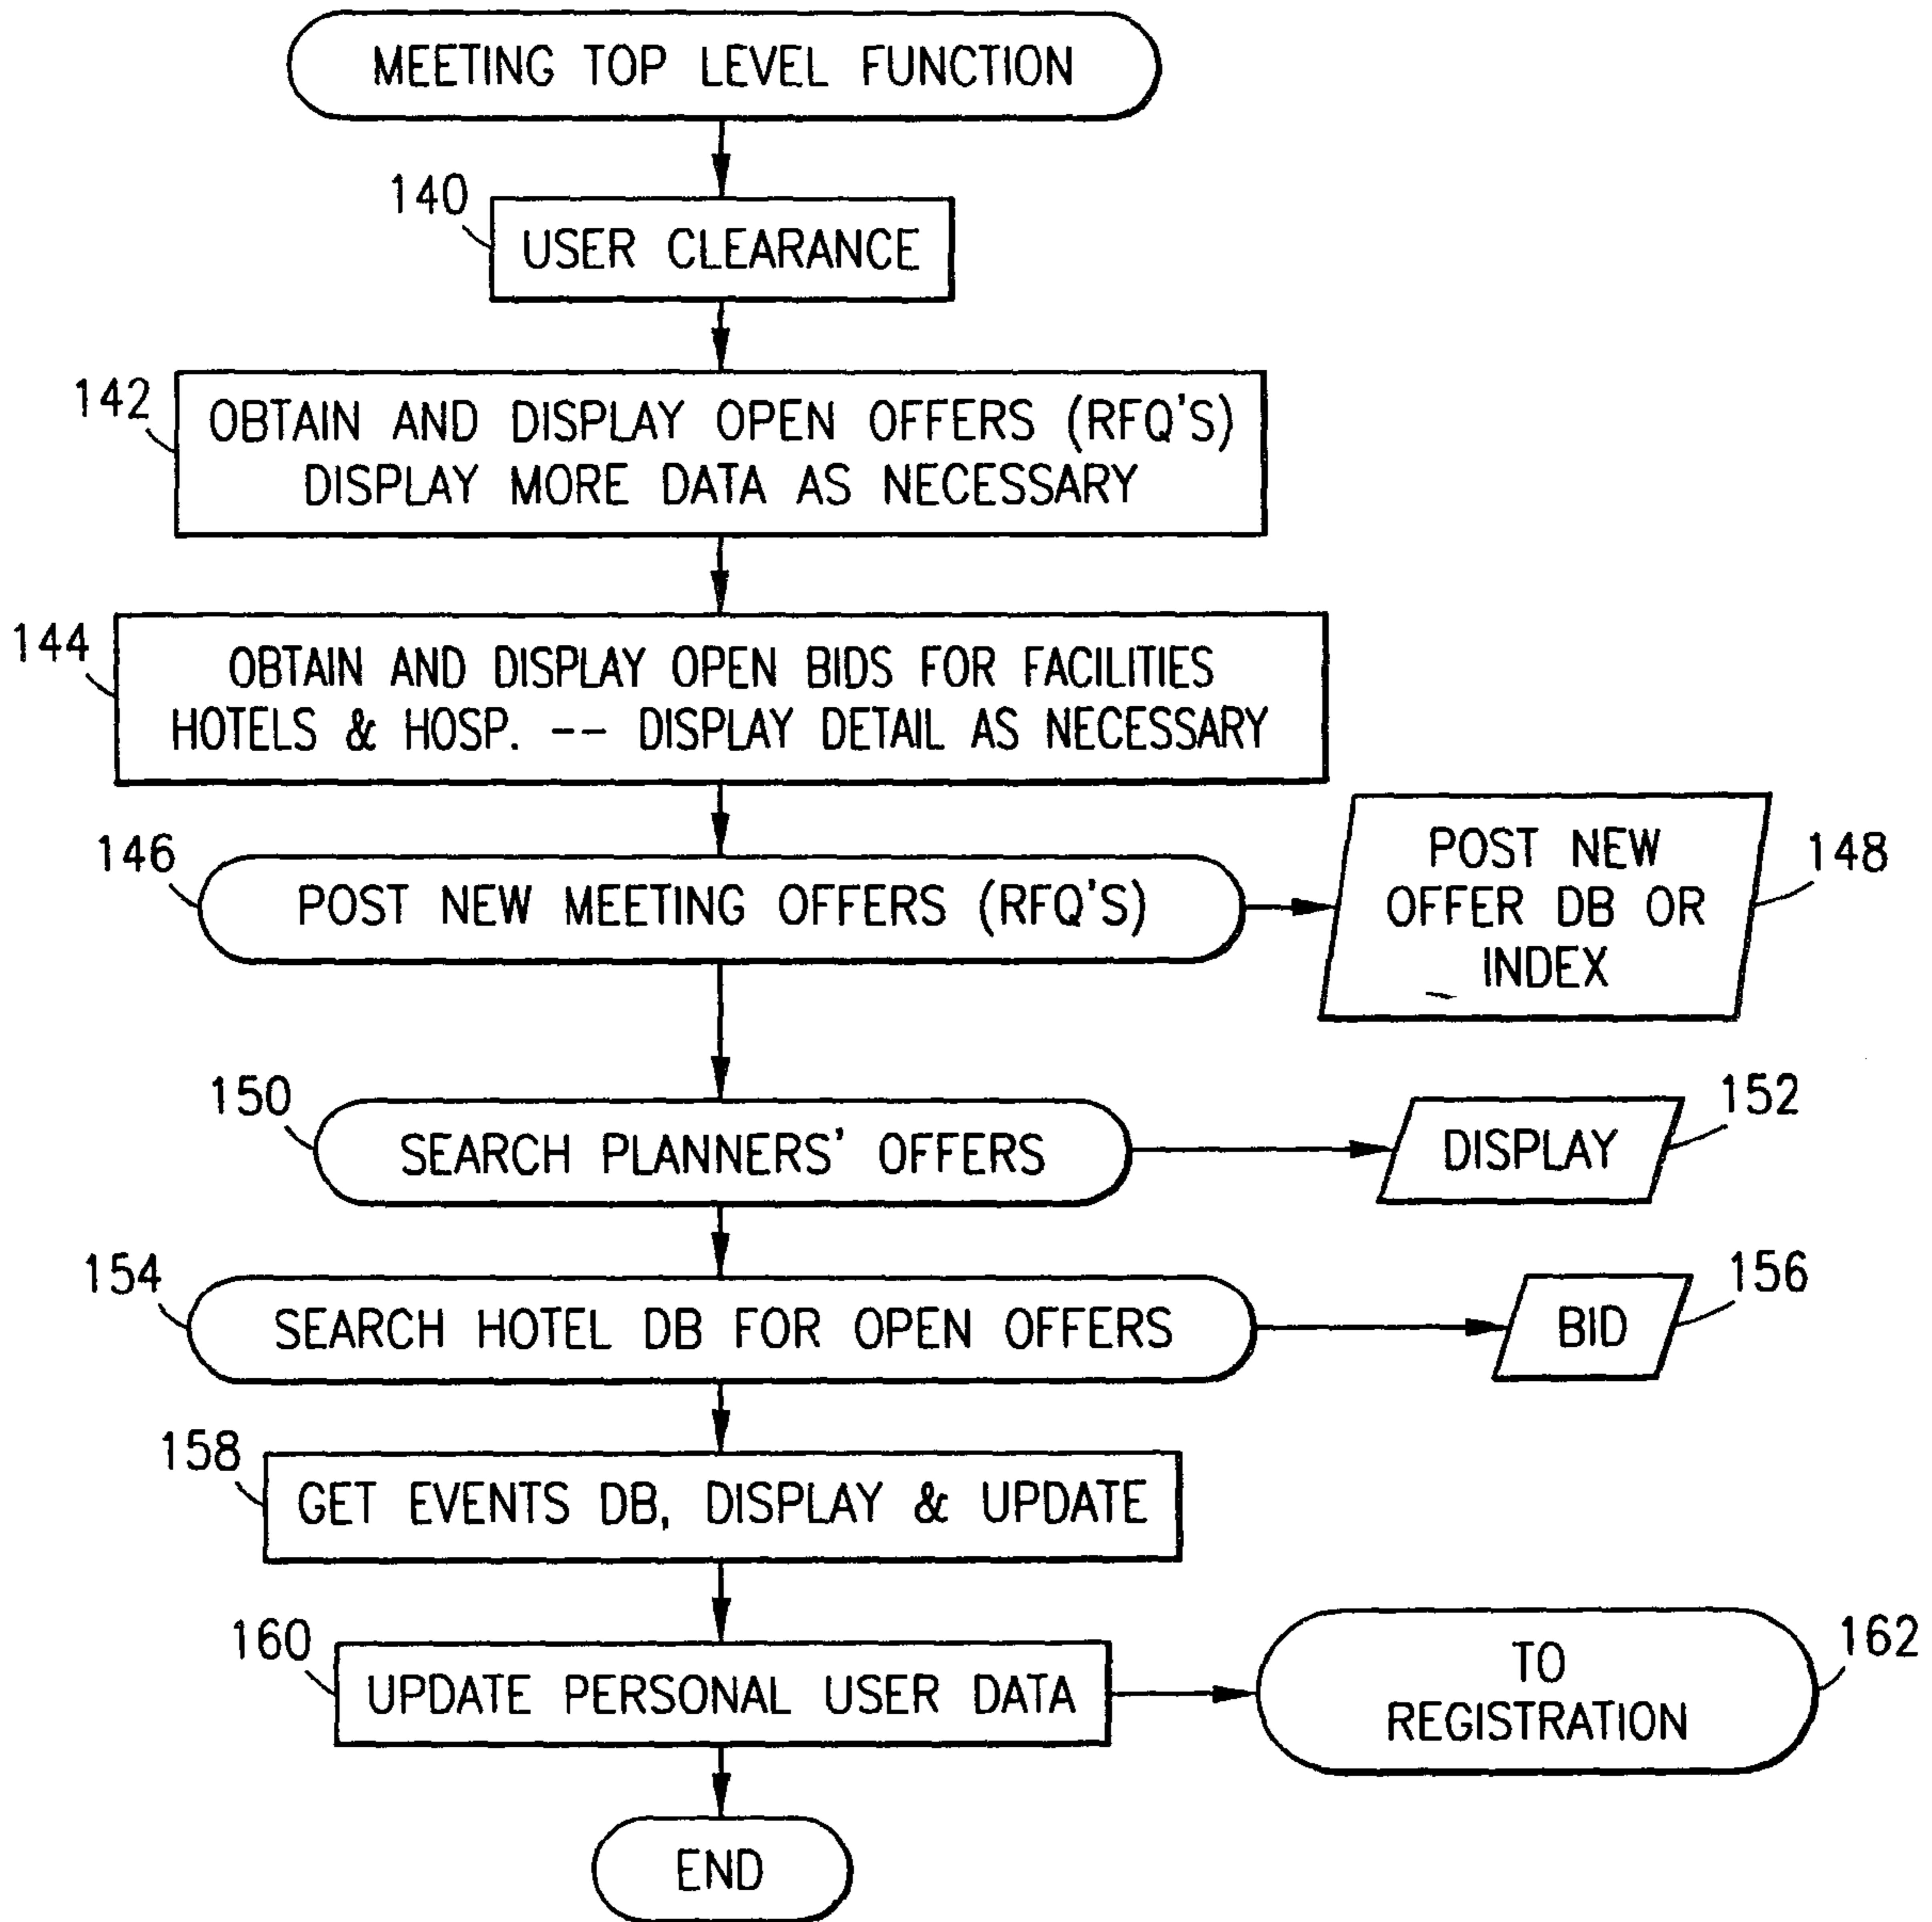 MEETING TOP LEVEL FUNCTION
140
USER CLEARANCE
142
OBTAIN AND DISPLAY OPEN OFFERS (RFQ'S)
DISPLAY MORE DATA AS NECESSARY
144
OBTAIN AND DISPLAY OPEN BIDS FOR FACILITIES
HOTELS & HOSP. -- DISPLAY DETAIL AS NECESSARY
146
POST NEW MEETING OFFERS (RFQ'S)
POST NEW
OFFER DB OR
INDEX
148
150
SEARCH PLANNERS' OFFERS
DISPLAY
152
154
SEARCH HOTEL DB FOR OPEN OFFERS
BID
156
158
GET EVENTS DB, DISPLAY & UPDATE
160
UPDATE PERSONAL USER DATA
TO
REGISTRATION
162
END